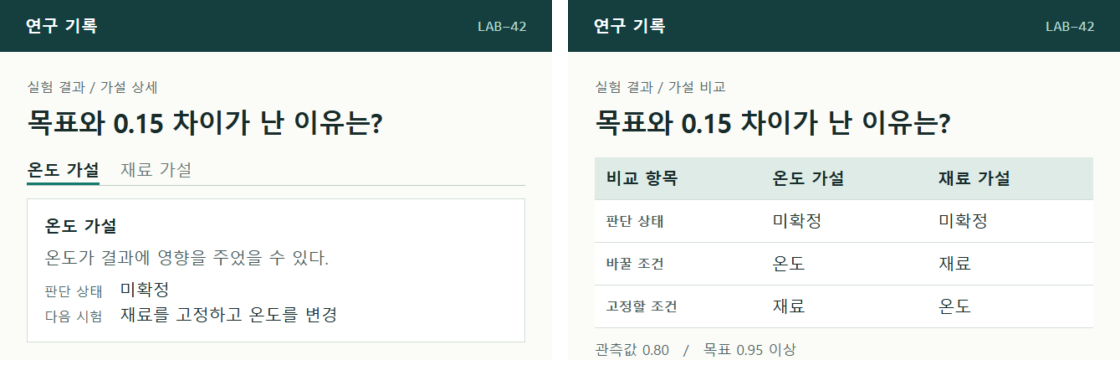 연구 기록 LAB-42
실험 결과 / 가설 상세
목표와 0.15 차이가 난 이유는?
온도 가설 재료 가설
온도 가설
온도가 결과에 영향을 주었을 수 있다.
판단 상태 미확정
다음 시험 재료를 고정하고 온도를 변경
연구 기록 LAB-42
실험 결과 / 가설 비교
목표와 0.15 차이가 난 이유는?
비교 항목 온도 가설 재료 가설
판단 상태 미확정 미확정
바꿀 조건 온도 재료
고정할 조건 재료 온도
관측값 0.80 / 목표 0.95 이상